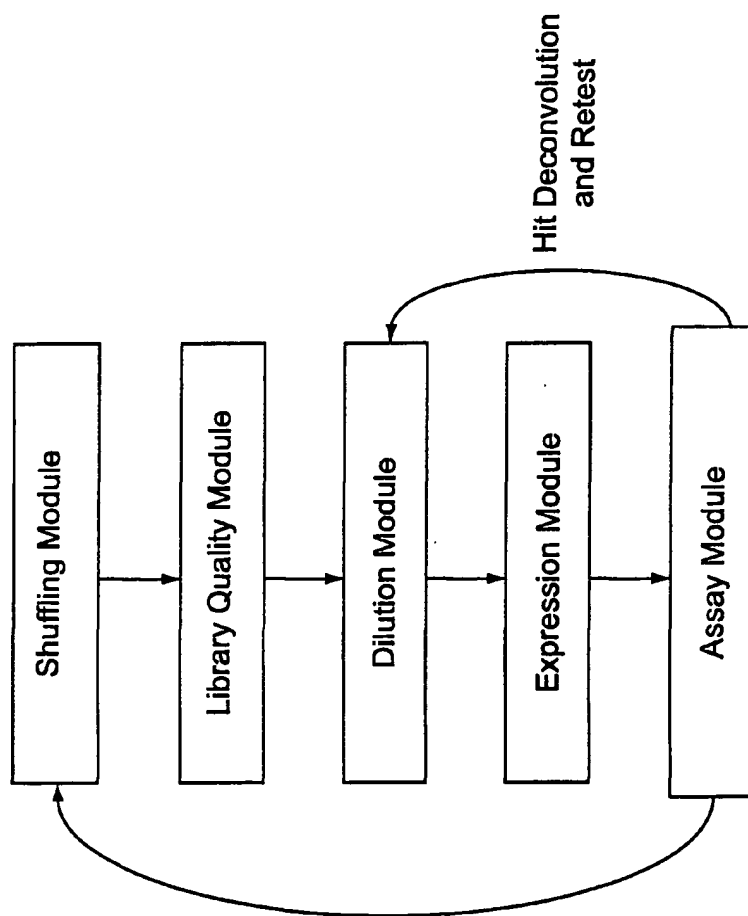 Shuffling Module
Library Quality Module
Dilution Module
Expression Module
Assay Module
Hit Deconvolution
and Retest